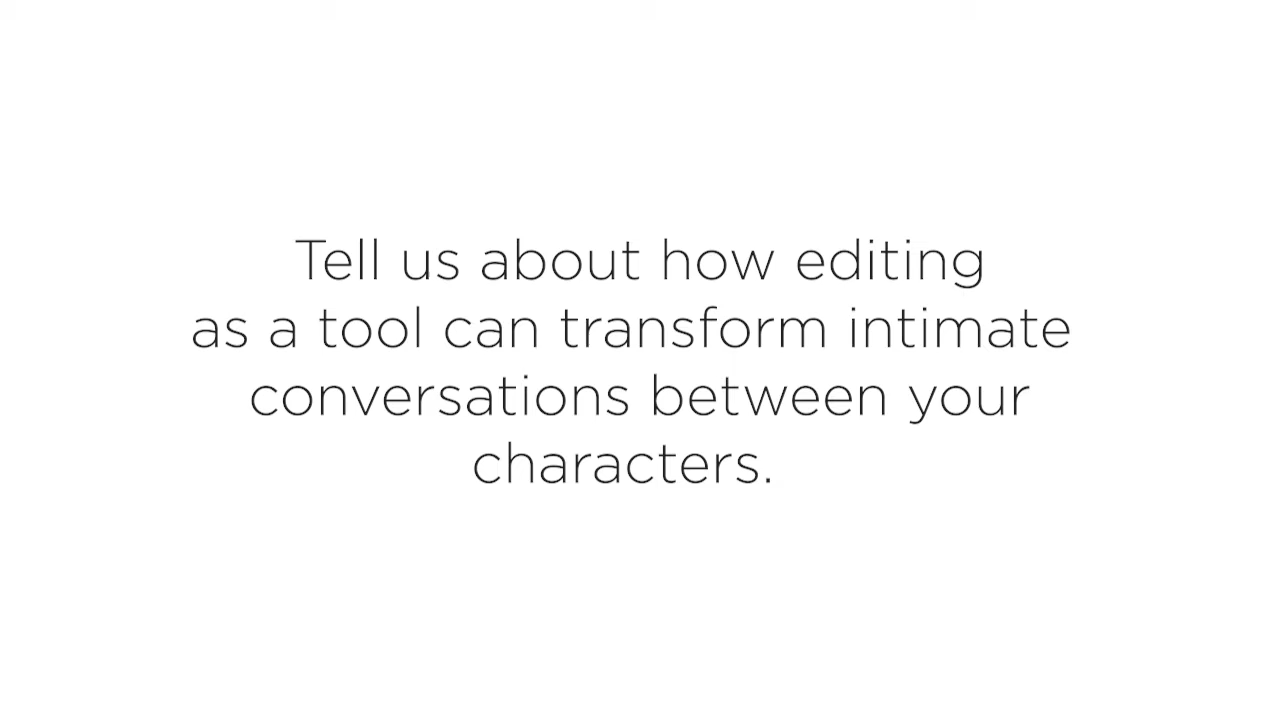 Tell us about how editing
as a tool can transform intimate
conversations between your
characters.